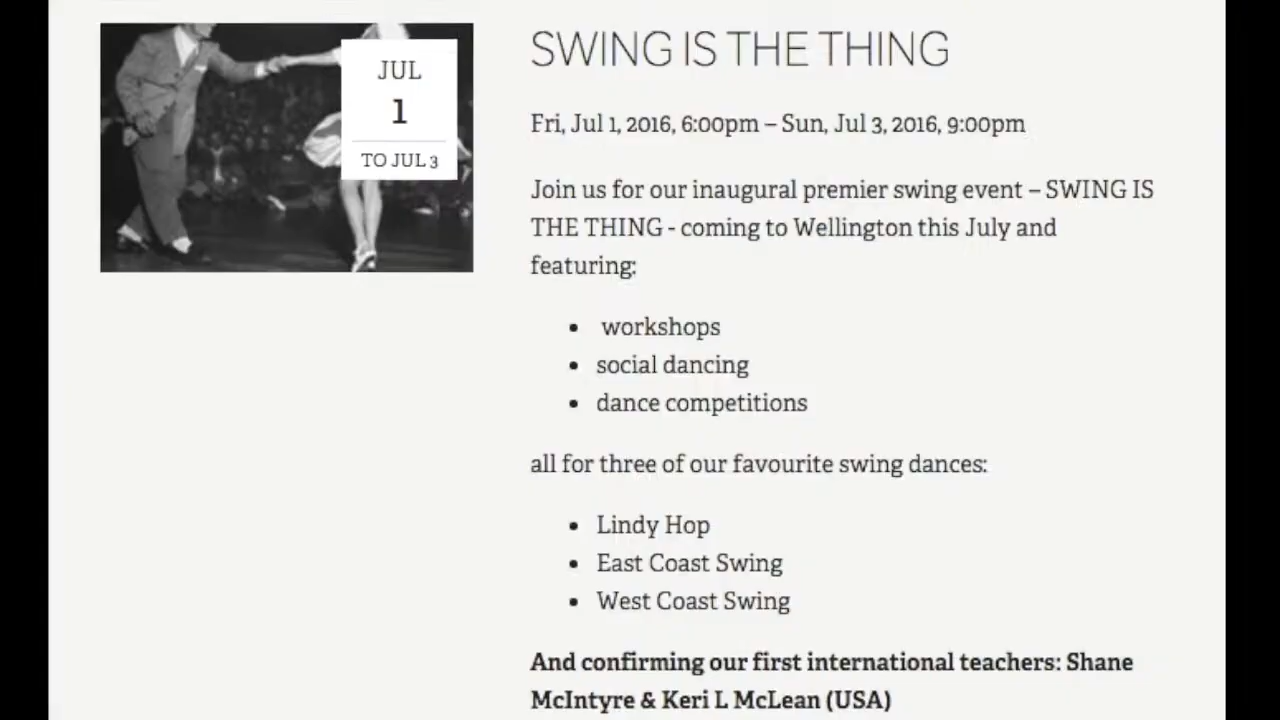 JUL
1
TO JUL 3
SWING IS THE THING
Fri, Jul 1, 2016, 6:00pm – Sun, Jul 3, 2016, 9:00pm
Join us for our inaugural premier swing event – SWING IS
THE THING - coming to Wellington this July and
featuring:
• workshops
• social dancing
• dance competitions
all for three of our favourite swing dances:
• Lindy Hop
• East Coast Swing
• West Coast Swing
And confirming our first international teachers: Shane
McIntyre & Keri L McLean (USA)